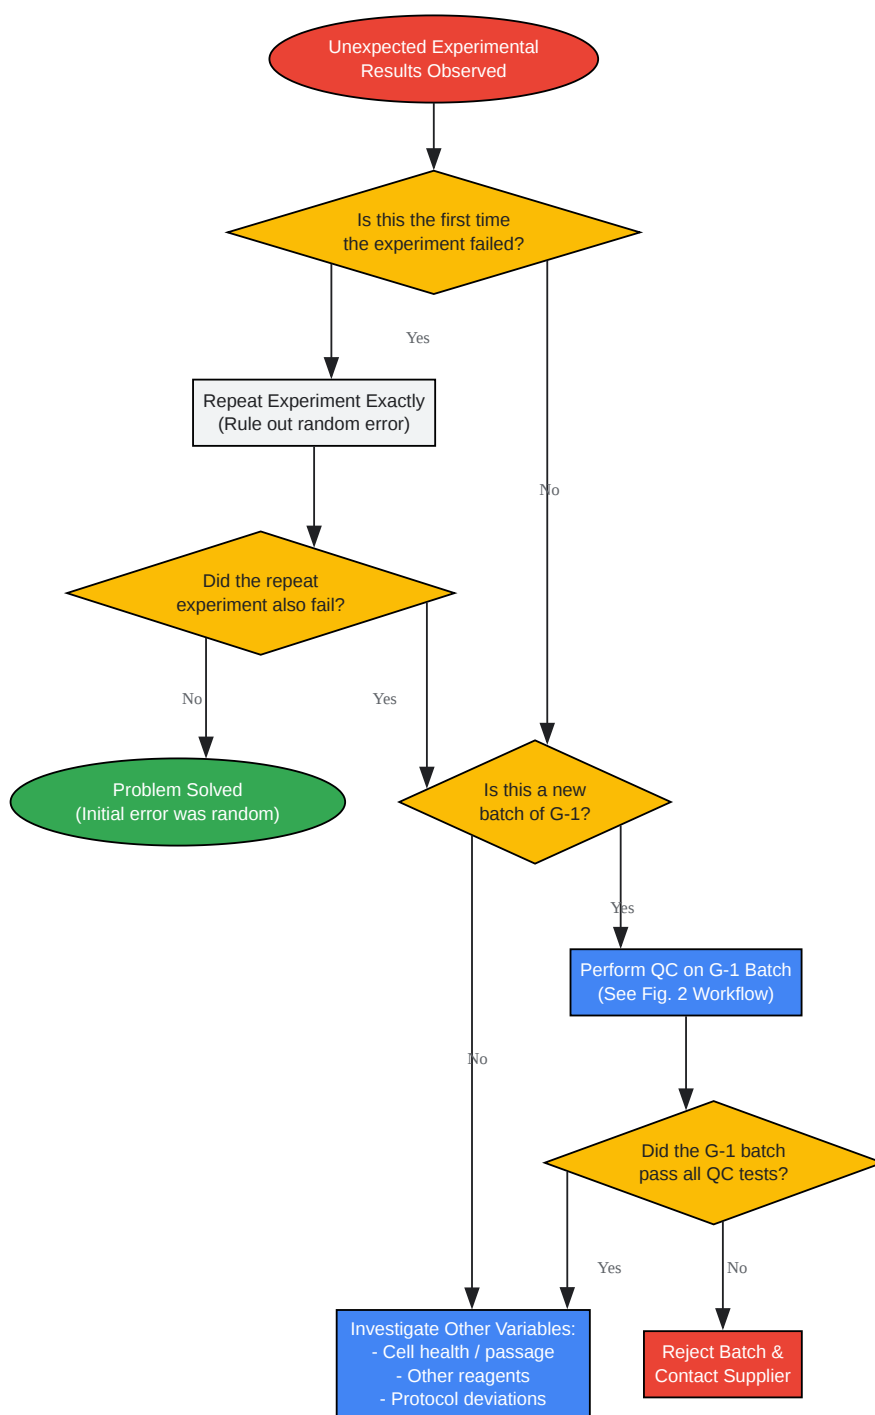 Unexpected Experimental
Results Observed
Is this the first time
the experiment failed?
Yes
Repeat Experiment Exactly
(Rule out random error)
No
Did the repeat
experiment also fail?
No
Yes
Problem Solved
(Initial error was random)
Is this a new
batch of G-1?
Yes
Perform QC on G-1 Batch
(See Fig. 2 Workflow)
No
Did the G-1 batch
pass all QC tests?
Yes
No
Investigate Other Variables:
- Cell health / passage
- Other reagents
- Protocol deviations
Reject Batch &
Contact Supplier